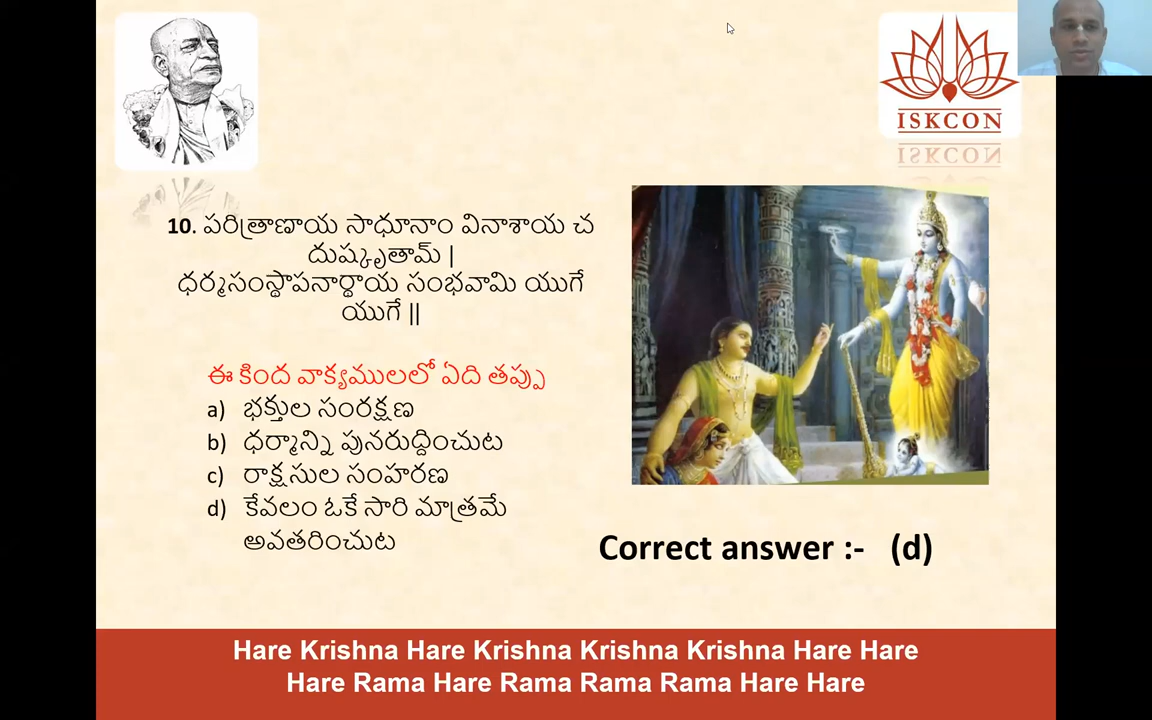 ISKCON
10. పరిత్రాణాయ సాధూనాం వినాశాయ చ
దుష్కృతామ్ |
ధర్మసంస్థాపనార్థాయ సంభవామి యుగే
యుగే ||
ఈ కింద వాక్యములలో ఏది తప్పు
a) భక్తుల సంరక్షణ
b) ధర్మాన్ని పునరుద్దించుట
c) రాక్షసుల సంహరణ
d) కేవలం ఓకే సారి మాత్రమే
అవతరించుట
Correct answer :- (d)
Hare Krishna Hare Krishna Krishna Krishna Hare Hare
Hare Rama Hare Rama Rama Rama Hare Hare